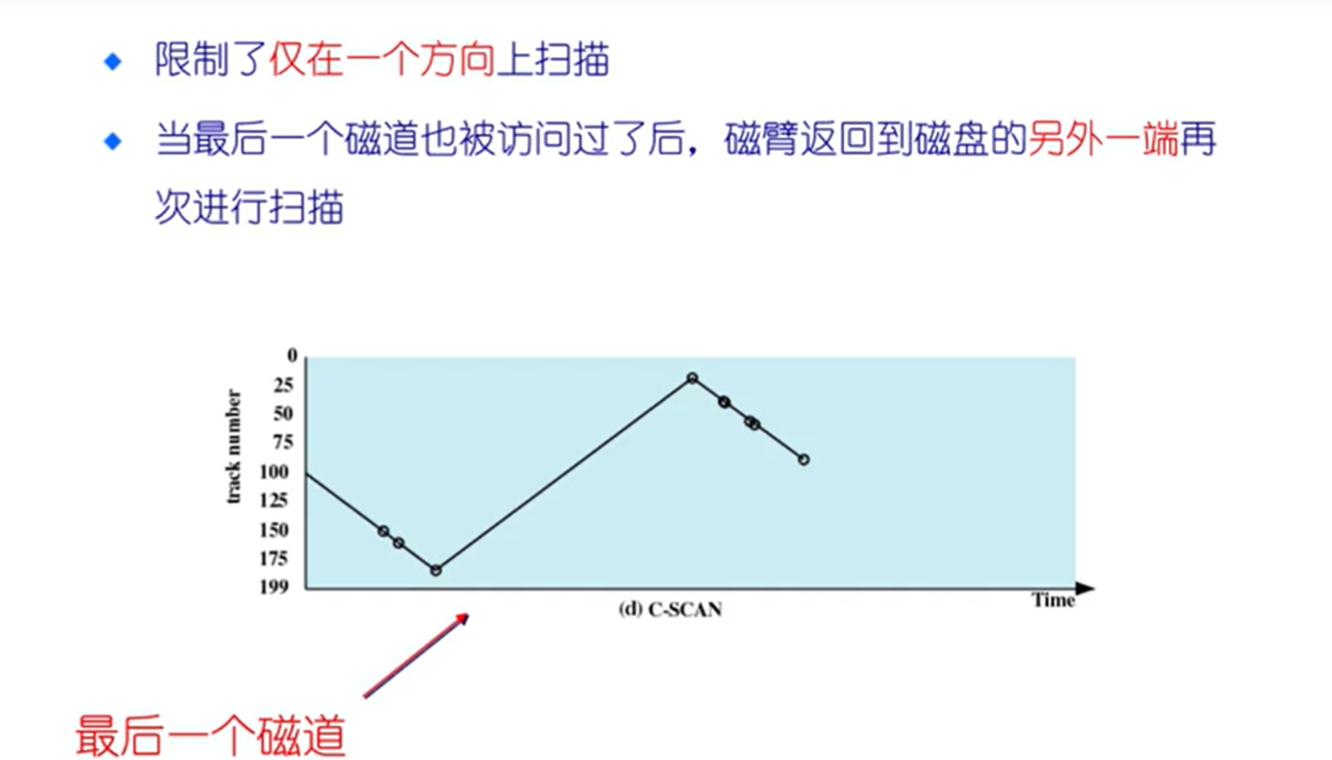 限制了仅在一个方向上扫描
当最后一个磁道也被访问过了后，磁臂返回到磁盘的另外一端再
次进行扫描
track number
0
25
50
75
100
125
150
175
199
Time
(d) C-SCAN
最后一个磁道